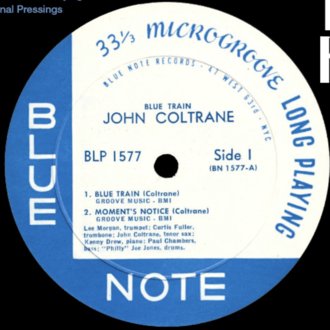 nal Pressings
33⅓ MICROGROOVE LONG PLAYING
BLUE NOTE RECORDS · 47 WEST 63rd · NYC
BLUE TRAIN
JOHN COLTRANE
BLP 1577 Side 1
(BN 1577-A)
1. BLUE TRAIN (Coltrane)
GROOVE MUSIC - BMI
2. MOMENT'S NOTICE (Coltrane)
GROOVE MUSIC - BMI
Lee Morgan, trumpet; Curtis Fuller,
trombone; John Coltrane, tenor sax;
Kenny Drew, piano; Paul Chambers,
bass; "Philly" Joe Jones, drums.
BLUE
NOTE